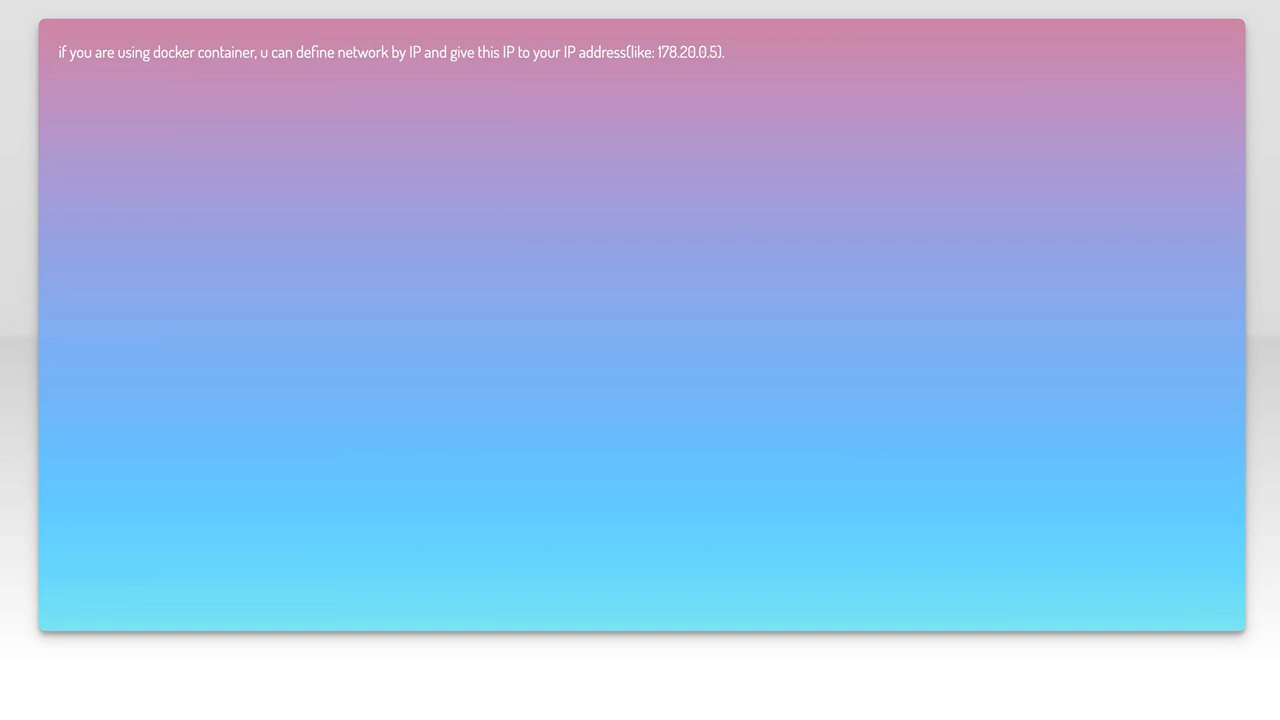 if you are using docker container, u can define network by IP and give this IP to your IP address(like: 178.20.0.5).